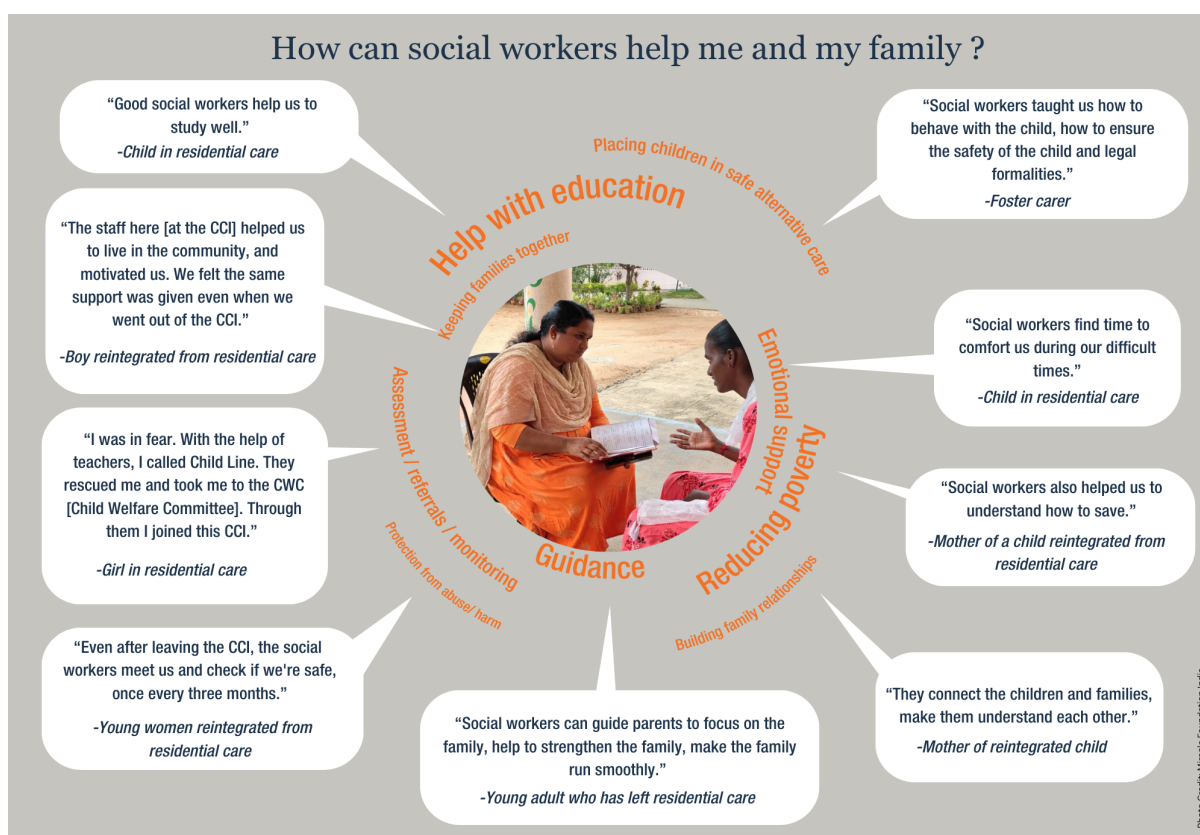 How can social workers help me and my family ?
“Good social workers help us to
study well.”
-Child in residential care
“The staff here [at the CCI] helped us
to live in the community, and
motivated us. We felt the same
support was given even when we
went out of the CCI.”
-Boy reintegrated from residential care
“I was in fear. With the help of
teachers, I called Child Line. They
rescued me and took me to the CWC
[Child Welfare Committee]. Through
them I joined this CCI.”
-Girl in residential care
“Even after leaving the CCI, the social
workers meet us and check if we're safe,
once every three months.”
-Young women reintegrated from
residential care
Placing children in safe alternative care
Help with education
Keeping families together
Emotional support
Reducing poverty
Building family relationships
Guidance
Assessment / referrals / monitoring
Protection from abuse/ harm
“Social workers can guide parents to focus on the
family, help to strengthen the family, make the family
run smoothly.”
-Young adult who has left residential care
“Social workers taught us how to
behave with the child, how to ensure
the safety of the child and legal
formalities.”
-Foster carer
“Social workers find time to
comfort us during our difficult
times.”
-Child in residential care
“Social workers also helped us to
understand how to save.”
-Mother of a child reintegrated from
residential care
“They connect the children and families,
make them understand each other.”
-Mother of reintegrated child